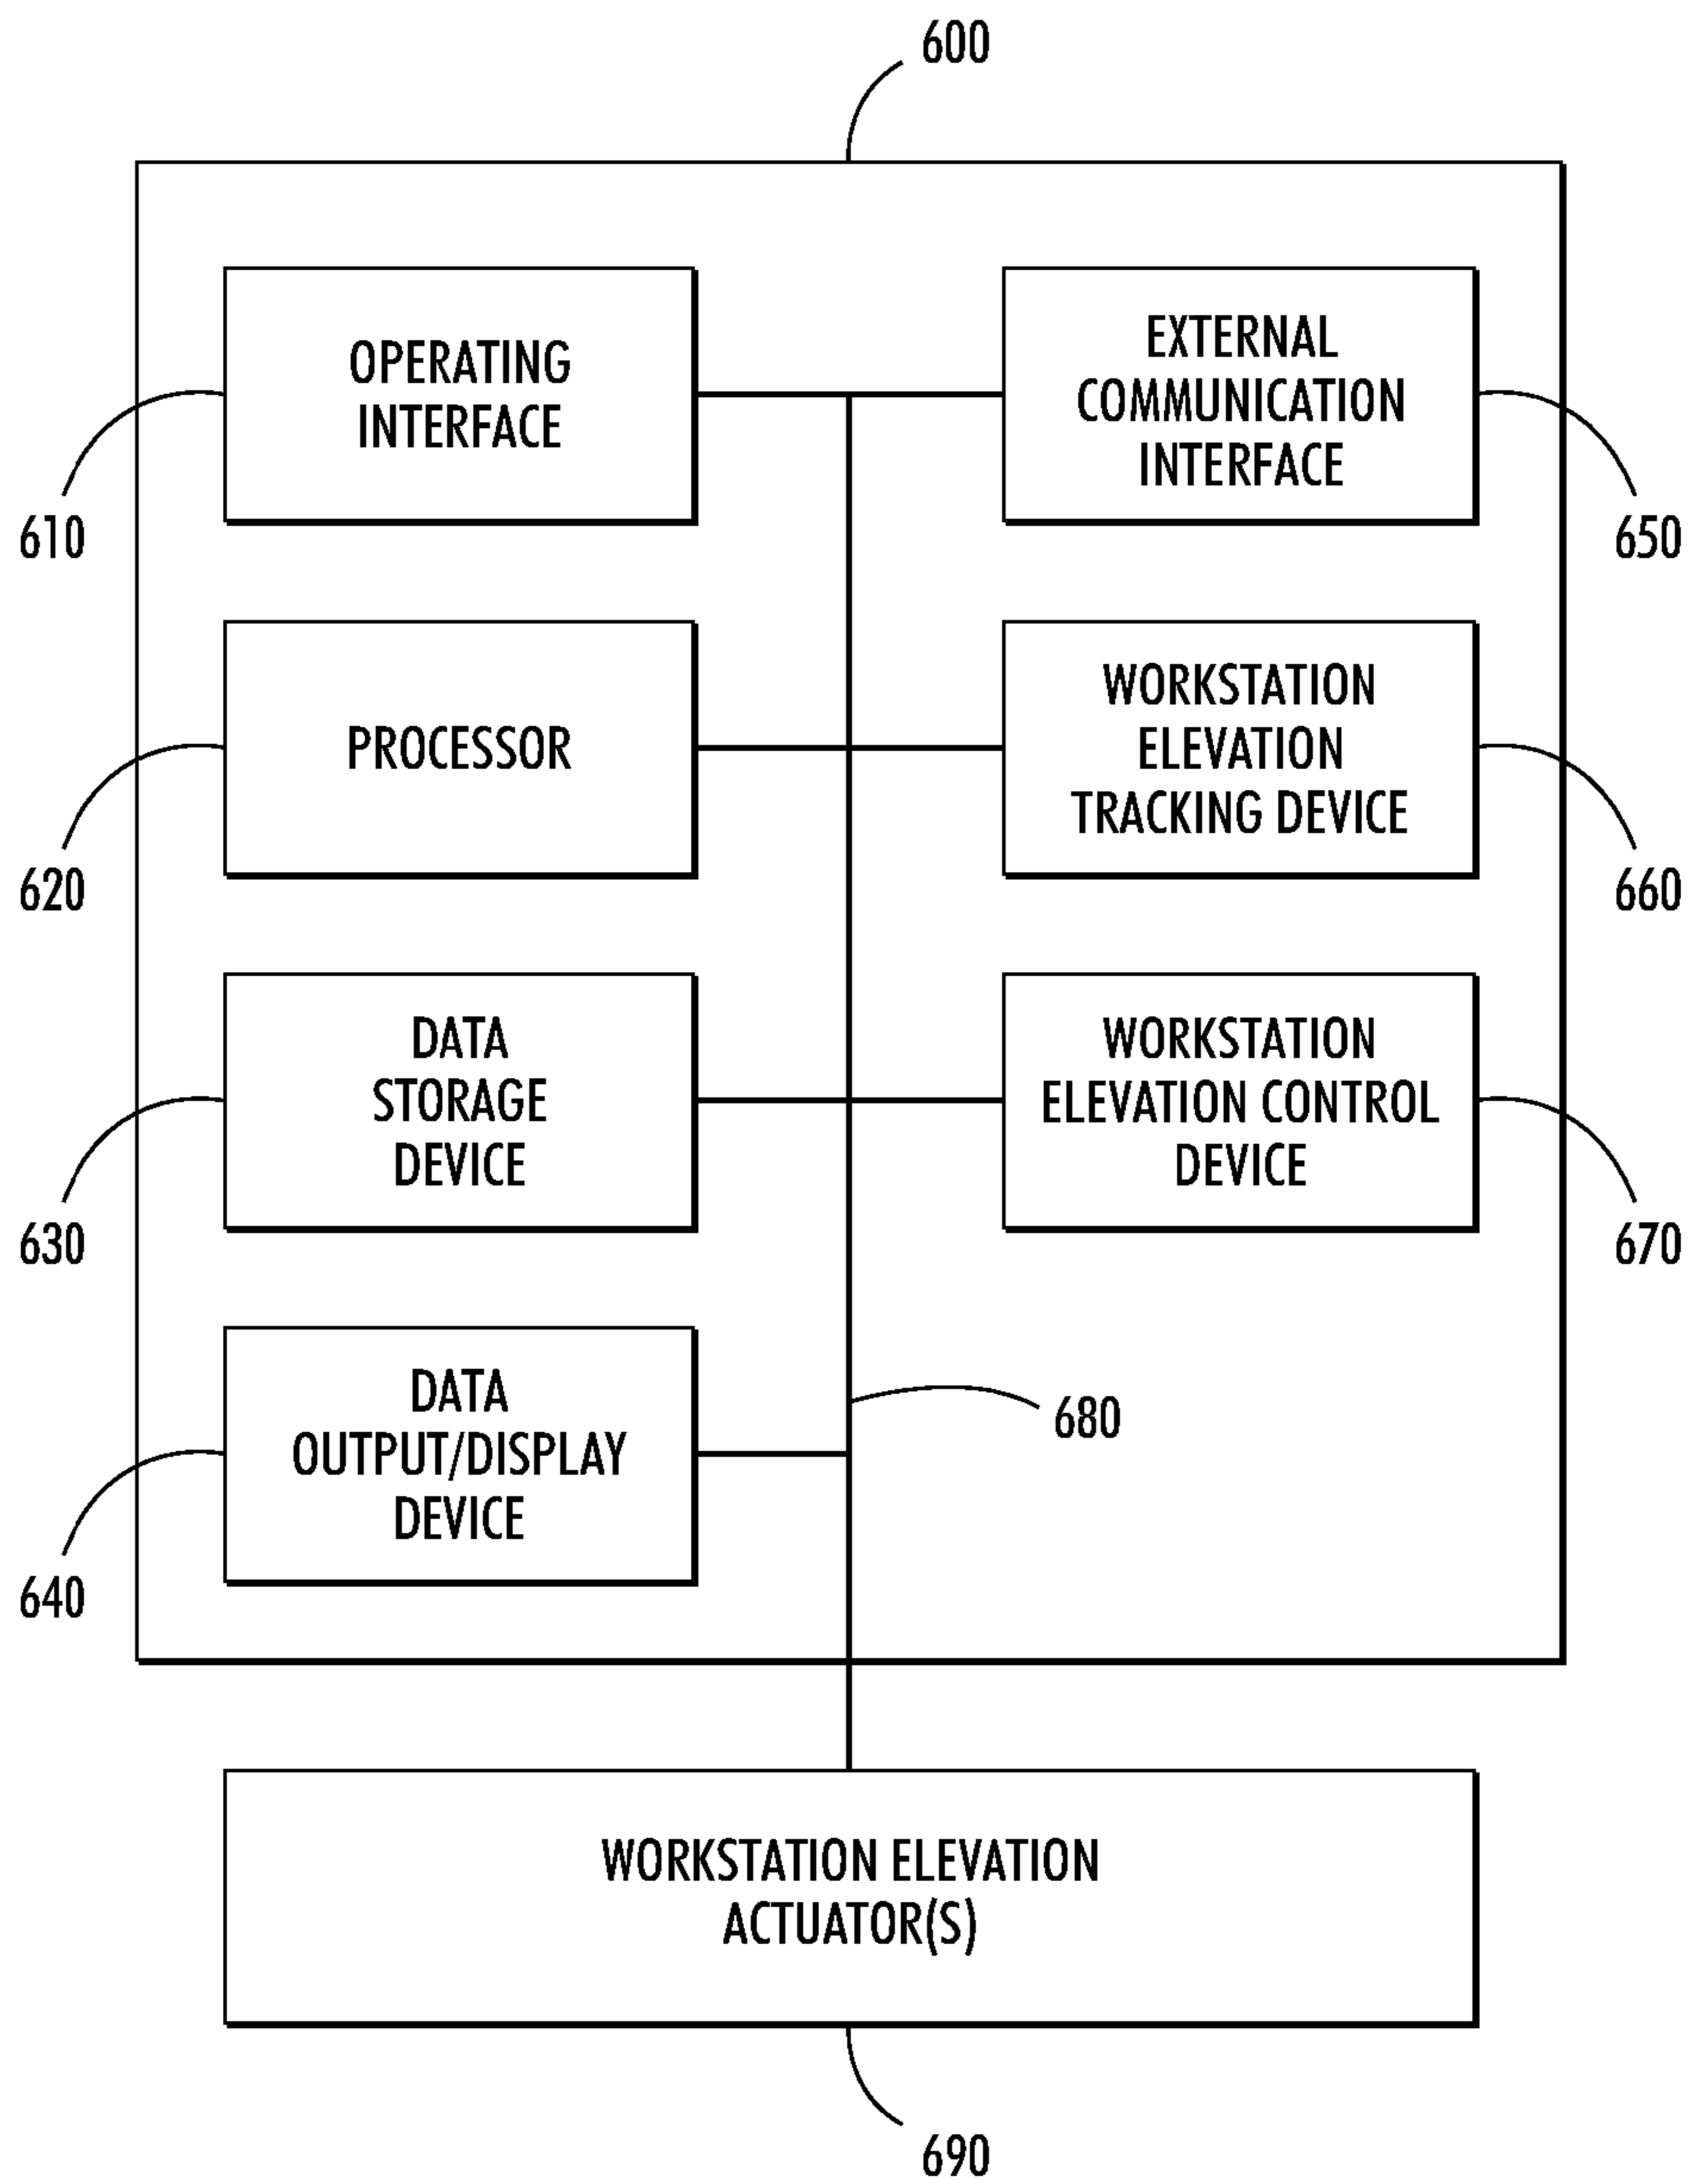 600
OPERATING
INTERFACE
610
EXTERNAL
COMMUNICATION
INTERFACE
650
PROCESSOR
620
WORKSTATION
ELEVATION
TRACKING DEVICE
660
DATA
STORAGE
DEVICE
630
WORKSTATION
ELEVATION CONTROL
DEVICE
670
DATA
OUTPUT/DISPLAY
DEVICE
640
680
WORKSTATION ELEVATION
ACTUATOR(S)
690